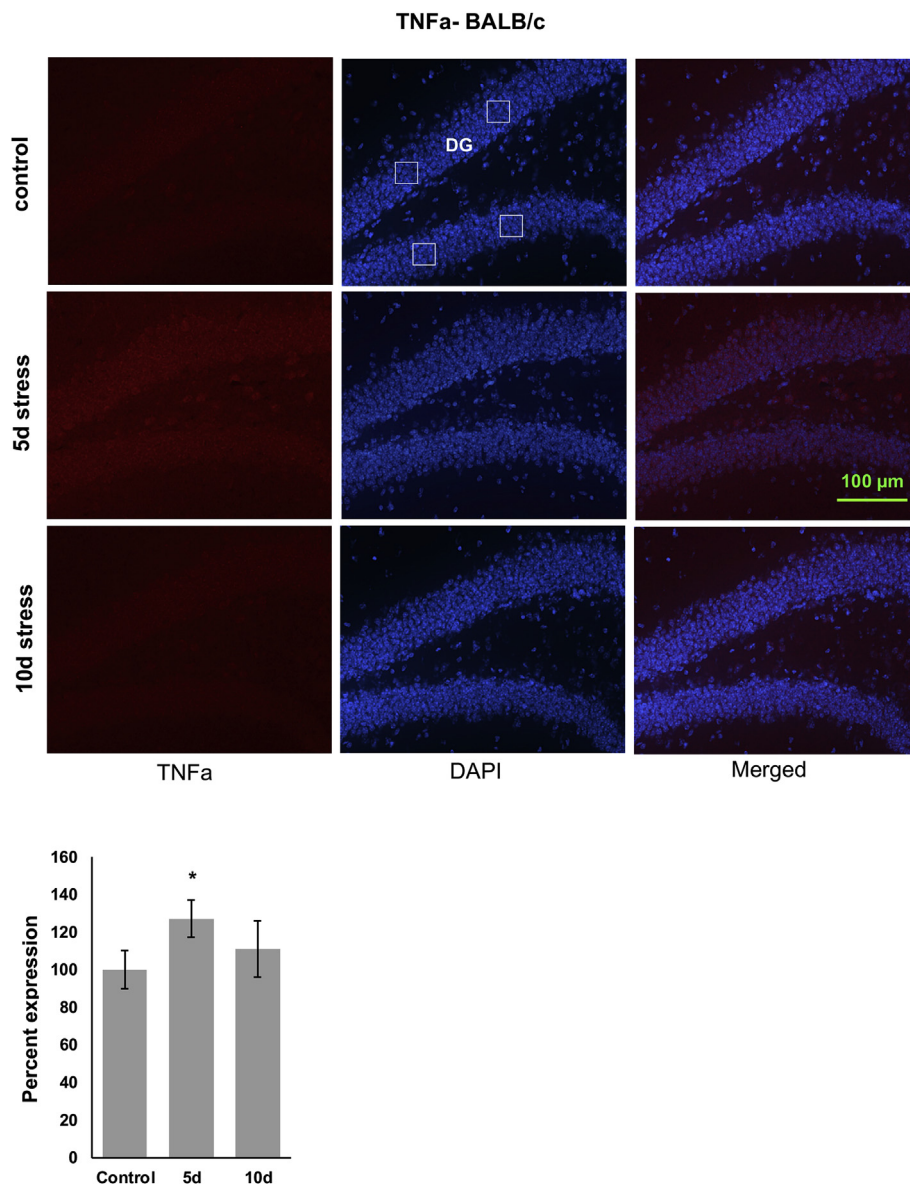 TNFa- BALB/c
control
DG
5d stress
100 µm
10d stress
TNFa DAPI Merged
Percent expression
160
*
140
120
100
80
60
40
20
0
Control 5d 10d